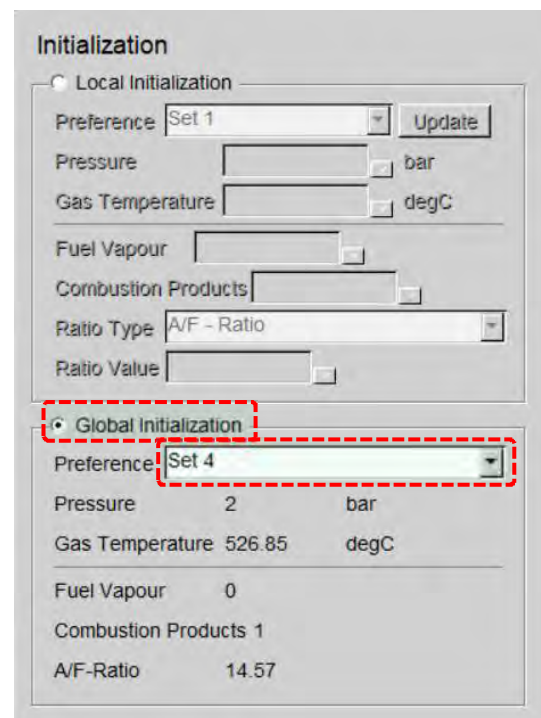 Initialization
Local Initialization
Preference Set 1 Update
Pressure bar
Gas Temperature degC
Fuel Vapour
Combustion Products
Ratio Type A/F - Ratio
Ratio Value
Global Initialization
Preference Set 4
Pressure 2 bar
Gas Temperature 526.85 degC
Fuel Vapour 0
Combustion Products 1
A/F-Ratio 14.57